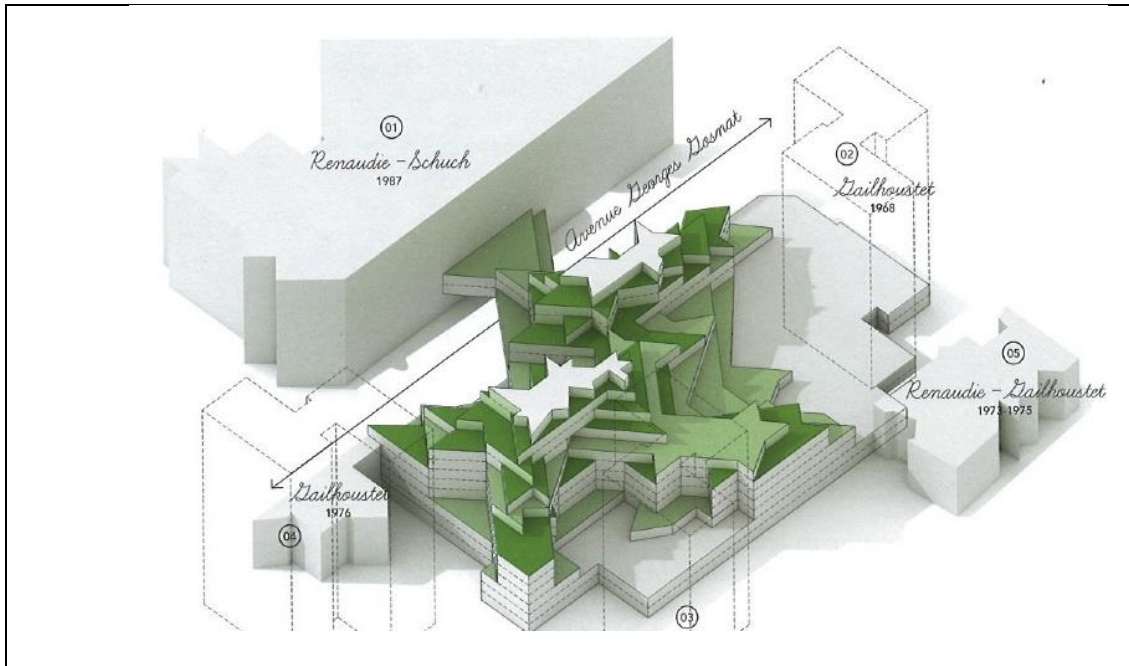 01
Renaudie - Schuch
1987
Avenue Georges Gosnat
02
Gailhoustet
1968
05
Renaudie - Gailhoustet
1973-1975
Gailhoustet
1976
04
03